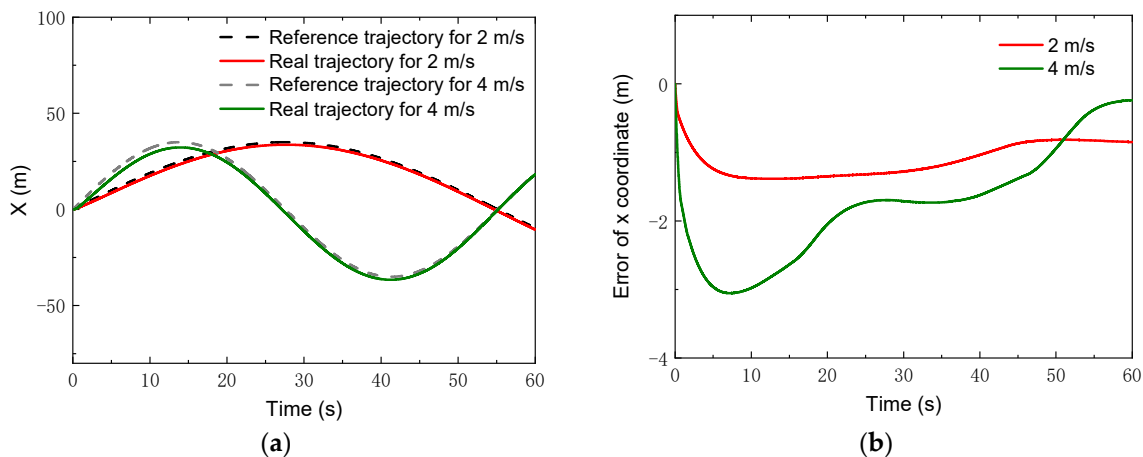 100
50
0
-50
X (m)
Reference trajectory for 2 m/s
Real trajectory for 2 m/s
Reference trajectory for 4 m/s
Real trajectory for 4 m/s
0 10 20 30 40 50 60
Time (s)
(a)
0
-2
-4
Error of x coordinate (m)
2 m/s
4 m/s
0 10 20 30 40 50 60
Time (s)
(b)